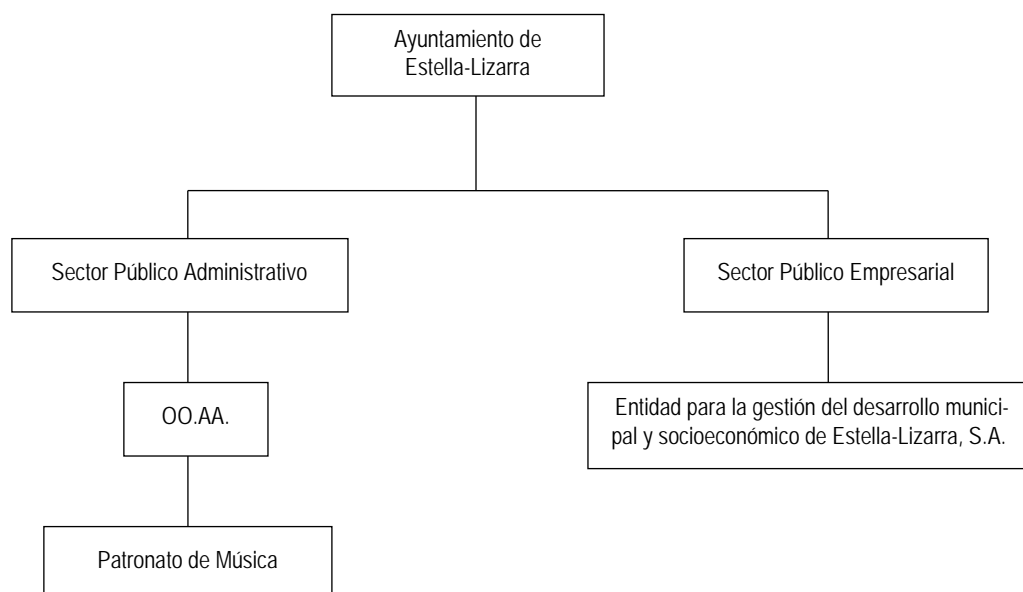 Ayuntamiento de
Estella-Lizarra
Sector Público Administrativo
Sector Público Empresarial
OO.AA.
Entidad para la gestión del desarrollo munici-
pal y socioeconómico de Estella-Lizarra, S.A.
Patronato de Música